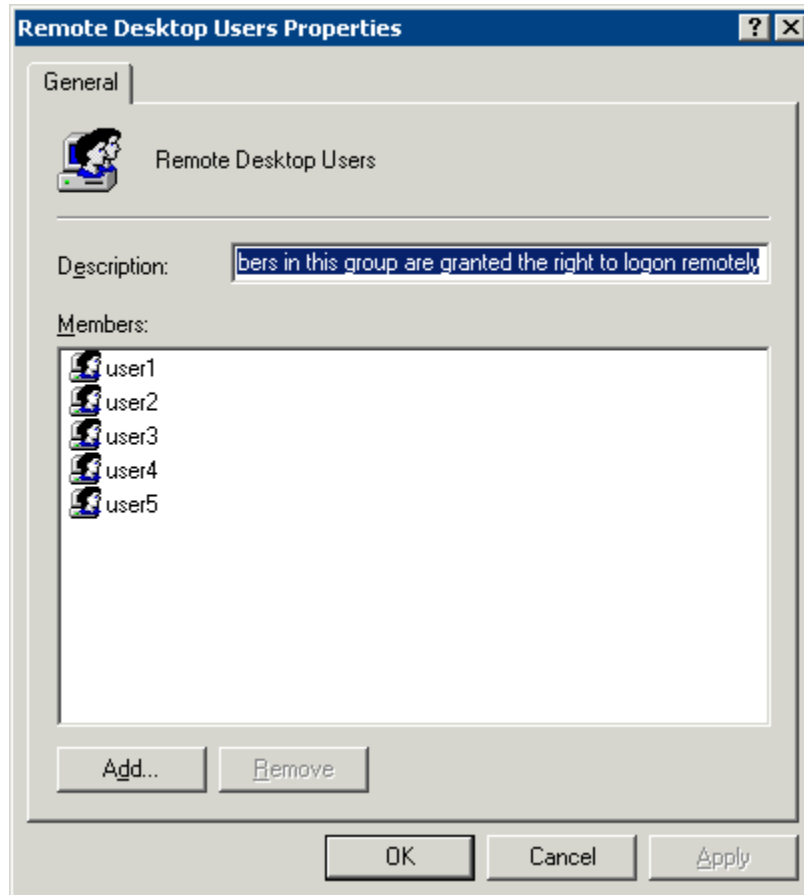 Remote Desktop Users Properties
General
Remote Desktop Users
Description: bers in this group are granted the right to logon remotely
Members:
user1
user2
user3
user4
user5
Add... Remove
OK Cancel Apply